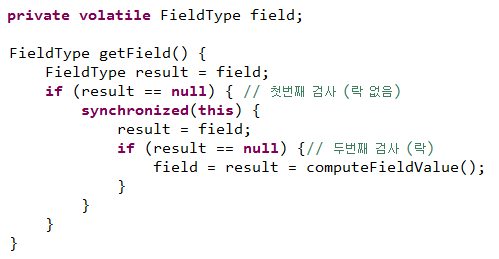 private volatile FieldType field;

FieldType getField() {
    FieldType result = field;
    if (result == null) { // 첫번째 검사 (락 없음)
        synchronized(this) {
            result = field;
            if (result == null) {// 두번째 검사 (락)
                field = result = computeFieldValue();
            }
        }
    }
}